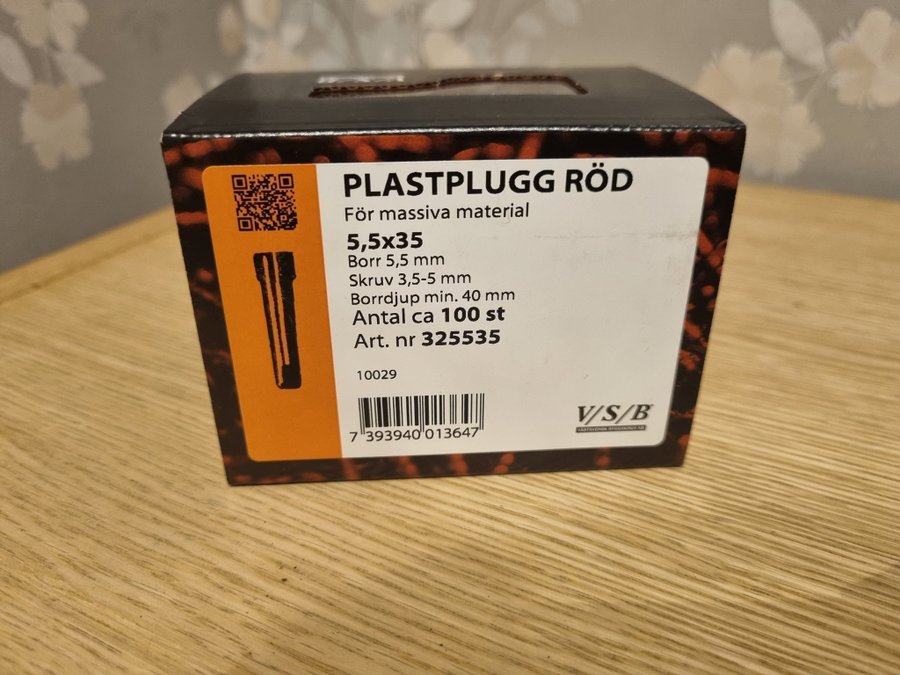 PLASTPLUGG RÖD
För massiva material
5,5x35
Borr 5,5 mm
Skruv 3,5-5 mm
Borrdjup min. 40 mm
Antal ca 100 st
Art. nr 325535
10029
7 393940 013647
V/S/B